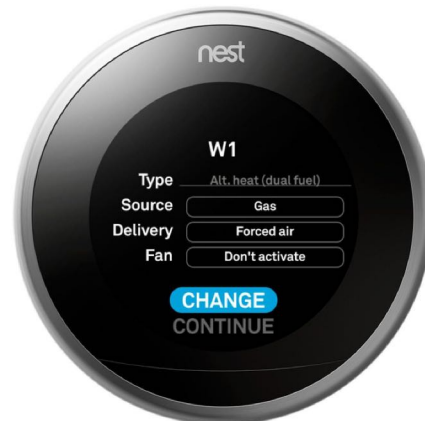 nest
W1
Type Alt. heat (dual fuel)
Source Gas
Delivery Forced air
Fan Don't activate
CHANGE
CONTINUE